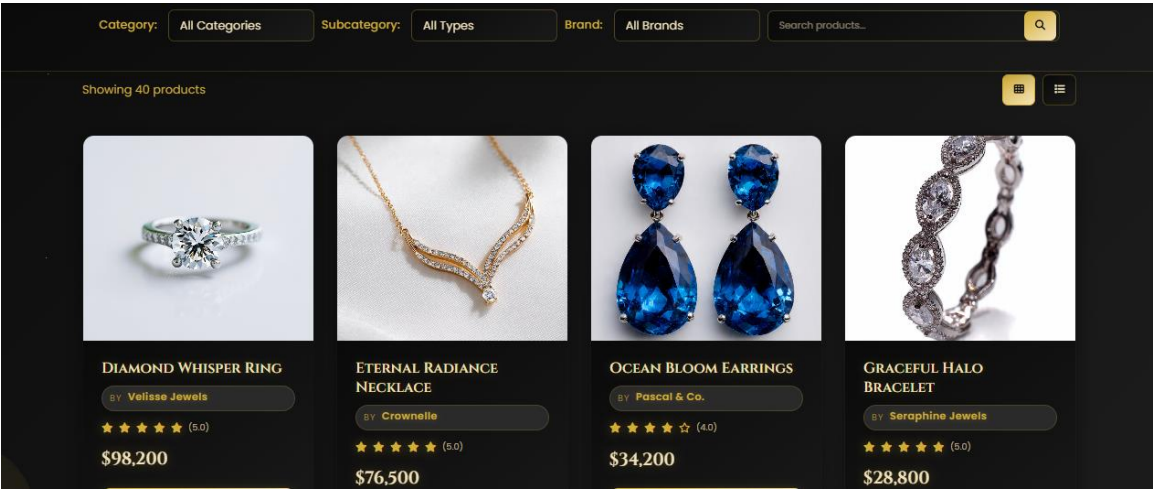 Category: All Categories Subcategory: All Types Brand: All Brands Search products...
Showing 40 products
DIAMOND WHISPER RING
BY Velisse Jewels
(5.0)
$98,200
ETERNAL RADIANCE
NECKLACE
BY Crownelle
(5.0)
$76,500
OCEAN BLOOM EARRINGS
BY Pascal & Co.
(4.0)
$34,200
GRACEFUL HALO
BRACELET
BY Seraphine Jewels
(5.0)
$28,800